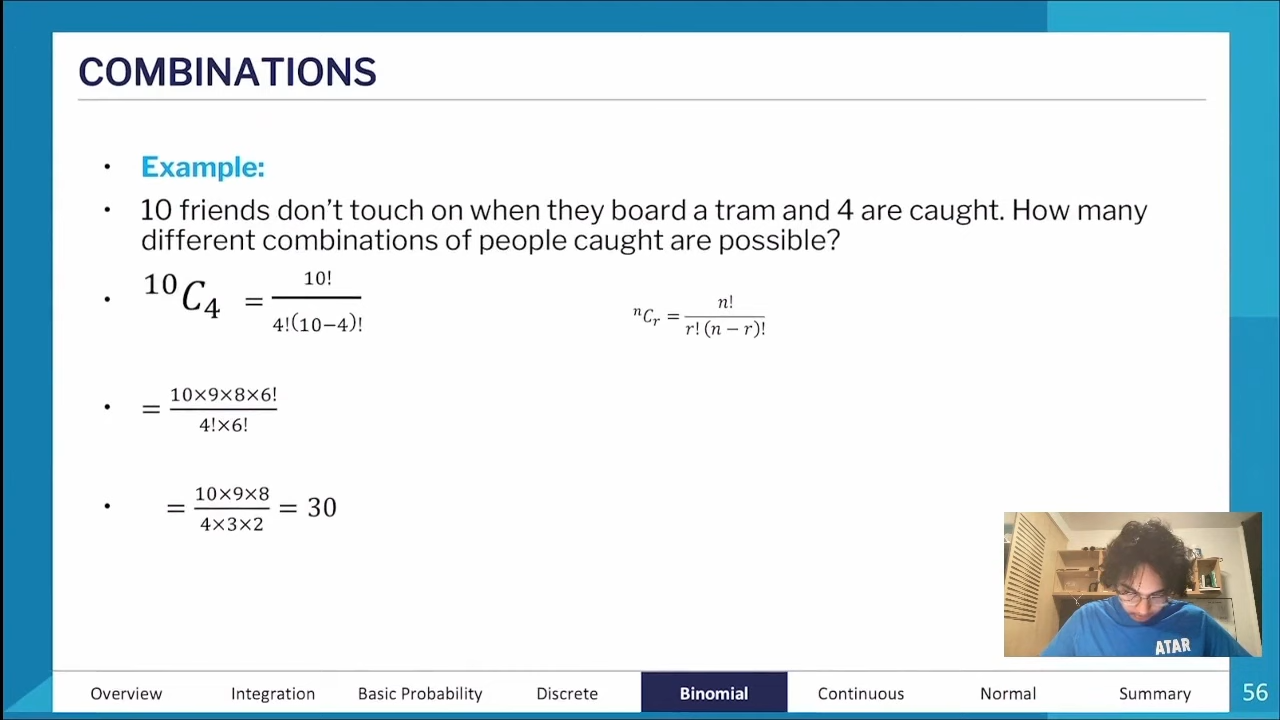 COMBINATIONS
• Example:
• 10 friends don't touch on when they board a tram and 4 are caught. How many
different combinations of people caught are possible?
• ¹⁰C₄ = 10! / 4!(10−4)!
ⁿCᵣ = n! / r! (n − r)!
• = 10×9×8×6! / 4!×6!
• = 10×9×8 / 4×3×2 = 30
ATAR
Overview Integration Basic Probability Discrete Binomial Continuous Normal Summary 56